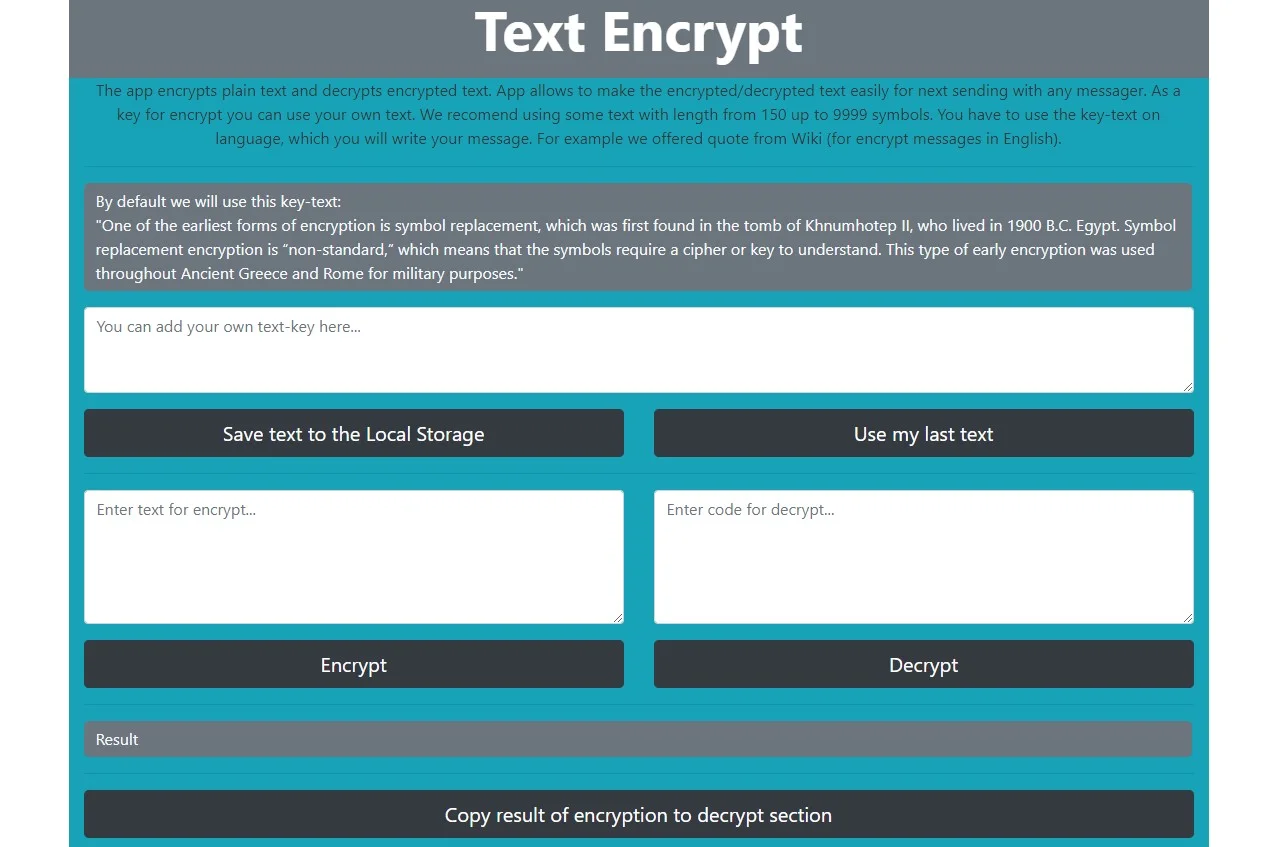 Text Encrypt
The app encrypts plain text and decrypts encrypted text. App allows to make the encrypted/decrypted text easily for next sending with any messager. As a
key for encrypt you can use your own text. We recomend using some text with length from 150 up to 9999 symbols. You have to use the key-text on
language, which you will write your message. For example we offered quote from Wiki (for encrypt messages in English).
By default we will use this key-text:
"One of the earliest forms of encryption is symbol replacement, which was first found in the tomb of Khnumhotep II, who lived in 1900 B.C. Egypt. Symbol
replacement encryption is “non-standard,” which means that the symbols require a cipher or key to understand. This type of early encryption was used
throughout Ancient Greece and Rome for military purposes."
You can add your own text-key here...
Save text to the Local Storage
Use my last text
Enter text for encrypt...
Enter code for decrypt...
Encrypt
Decrypt
Result
Copy result of encryption to decrypt section